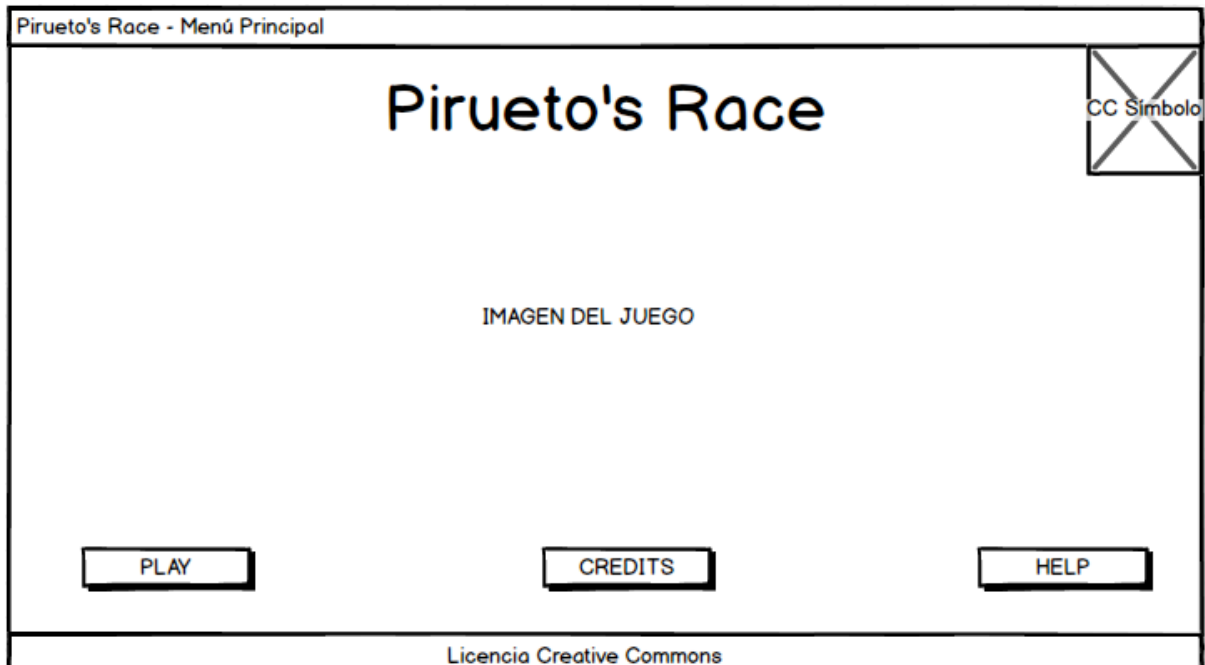 Pirueto's Race - Menú Principal
Pirueto's Race
CC Símbolo
IMAGEN DEL JUEGO
PLAY
CREDITS
HELP
Licencia Creative Commons